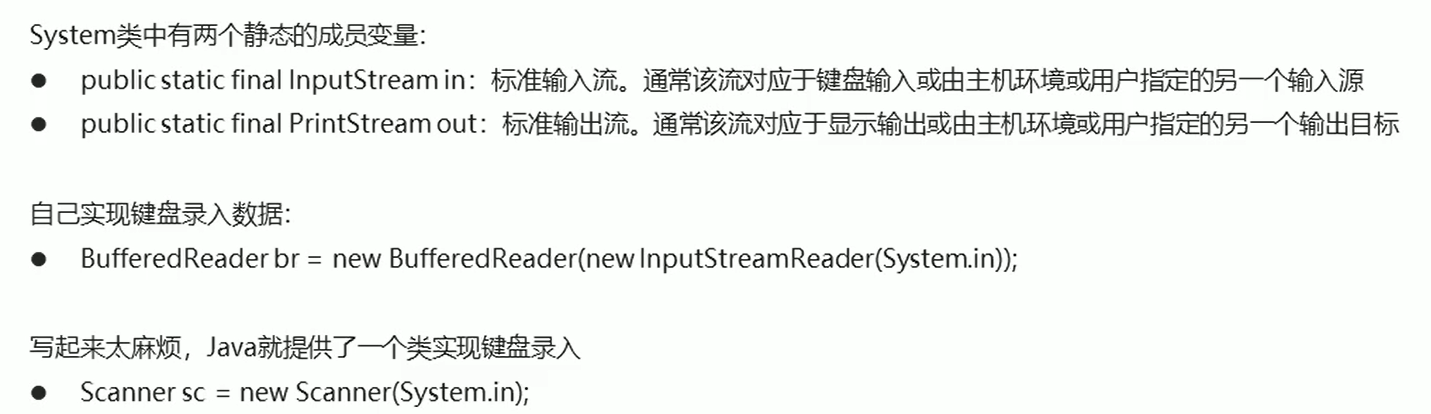 System类中有两个静态的成员变量:
● public static final InputStream in：标准输入流。通常该流对应于键盘输入或由主机环境或用户指定的另一个输入源
● public static final PrintStream out：标准输出流。通常该流对应于显示输出或由主机环境或用户指定的另一个输出目标
自己实现键盘录入数据:
● BufferedReader br = new BufferedReader(new InputStreamReader(System.in));
写起来太麻烦，Java就提供了一个类实现键盘录入
● Scanner sc = new Scanner(System.in);